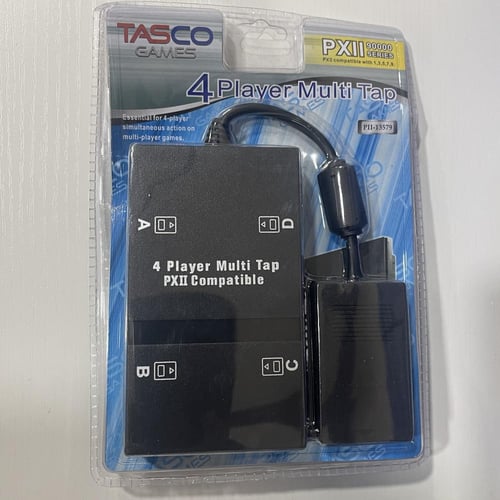 TASCO
GAMES
PXII 90000 SERIES
PXII compatible with 1,3,5,7,9.
4 Player Multi Tap
Essential for 4-player
simultaneous action on
multi-player games.
P11-13579
A
D
4 Player Multi Tap
PXII Compatible
B
C